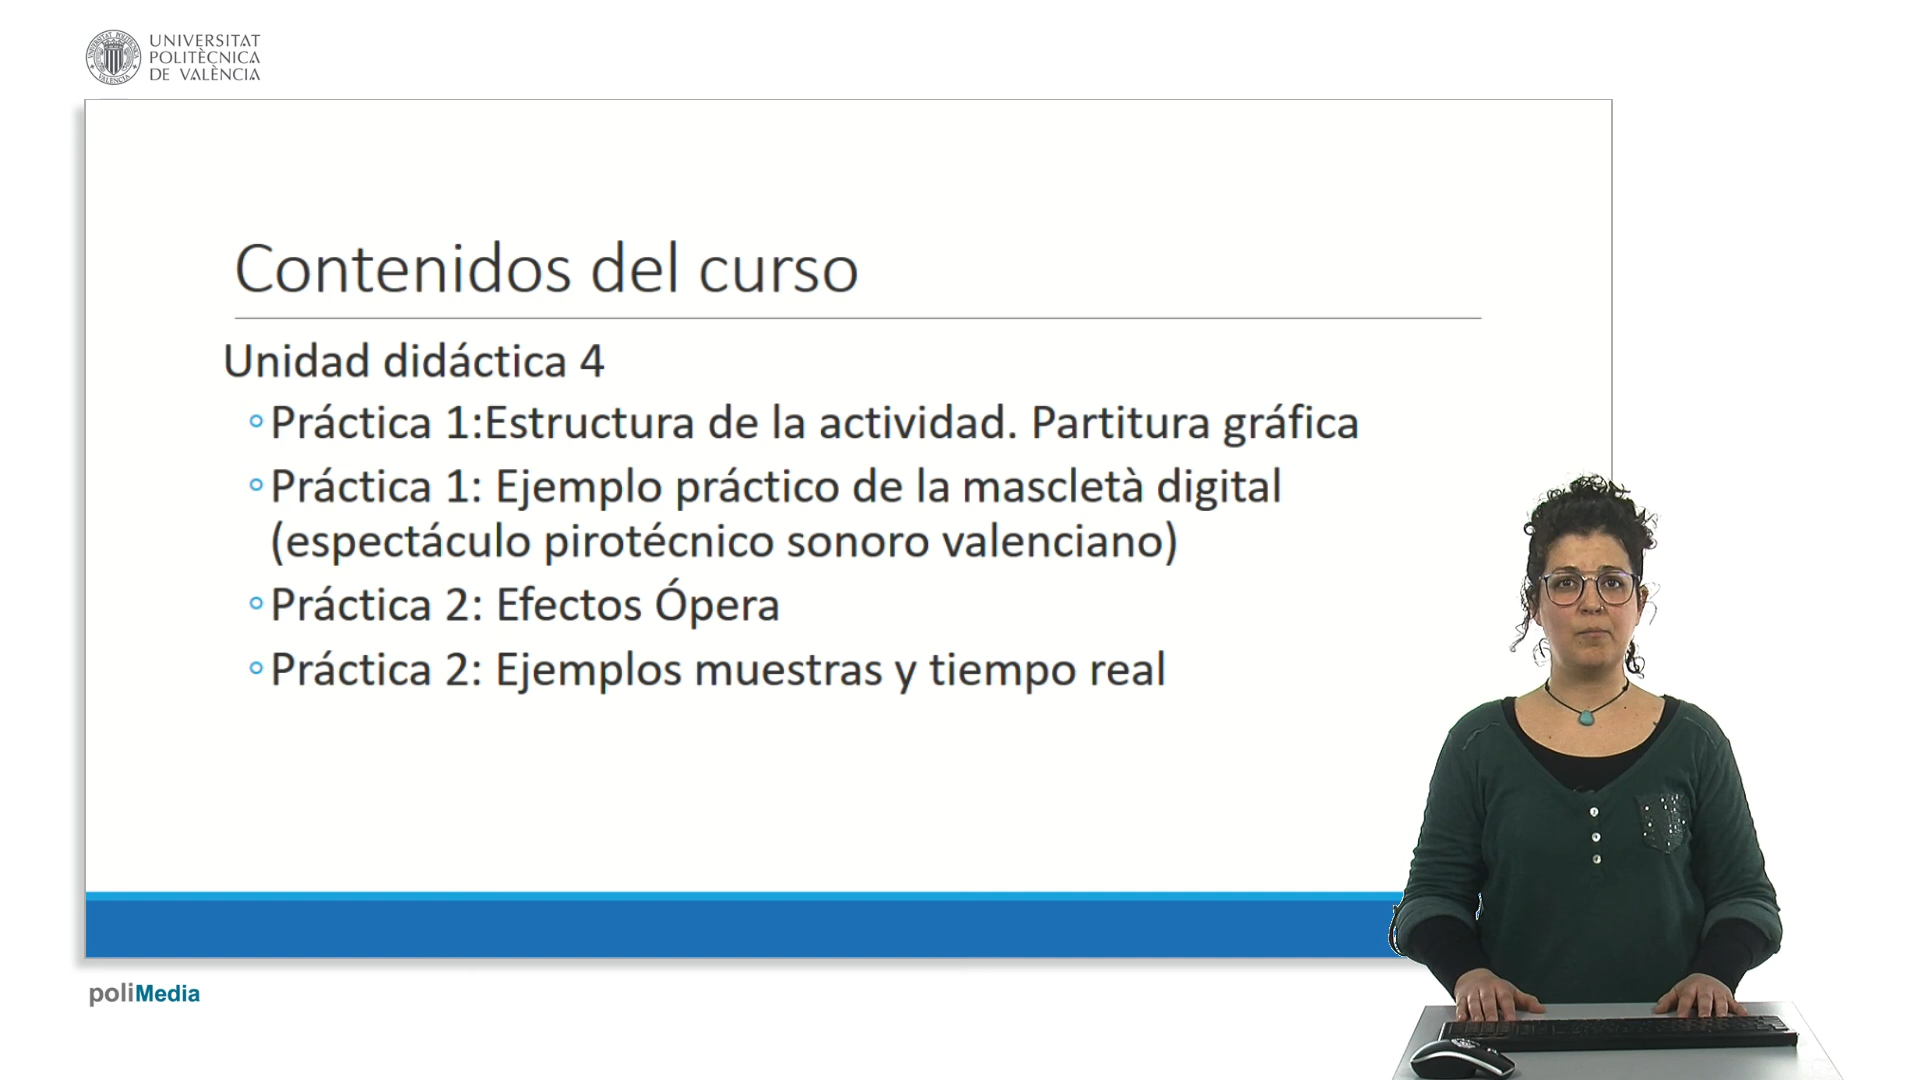 UNIVERSITAT
POLITÈCNICA
DE VALÈNCIA
Contenidos del curso
Unidad didáctica 4
Práctica 1:Estructura de la actividad. Partitura gráfica
Práctica 1: Ejemplo práctico de la mascletà digital
(espectáculo pirotécnico sonoro valenciano)
Práctica 2: Efectos Ópera
Práctica 2: Ejemplos muestras y tiempo real
poliMedia